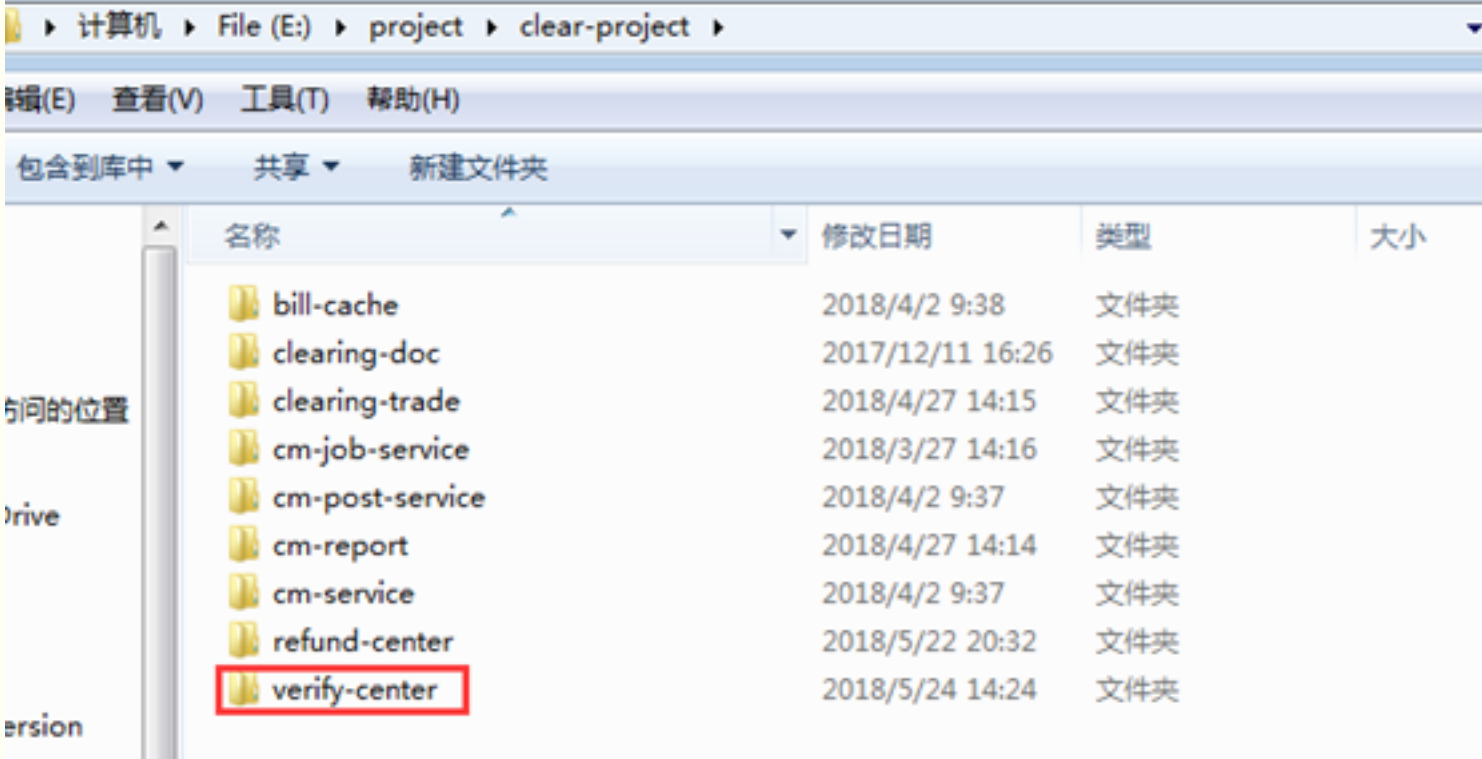 计算机 File (E:) project clear-project
编辑(E) 查看(V) 工具(T) 帮助(H)
包含到库中 共享 新建文件夹
名称 修改日期 类型 大小
bill-cache 2018/4/2 9:38 文件夹
clearing-doc 2017/12/11 16:26 文件夹
clearing-trade 2018/4/27 14:15 文件夹
访问的位置
cm-job-service 2018/3/27 14:16 文件夹
cm-post-service 2018/4/2 9:37 文件夹
Drive
cm-report 2018/4/27 14:14 文件夹
cm-service 2018/4/2 9:37 文件夹
refund-center 2018/5/22 20:32 文件夹
verify-center 2018/5/24 14:24 文件夹
ersion